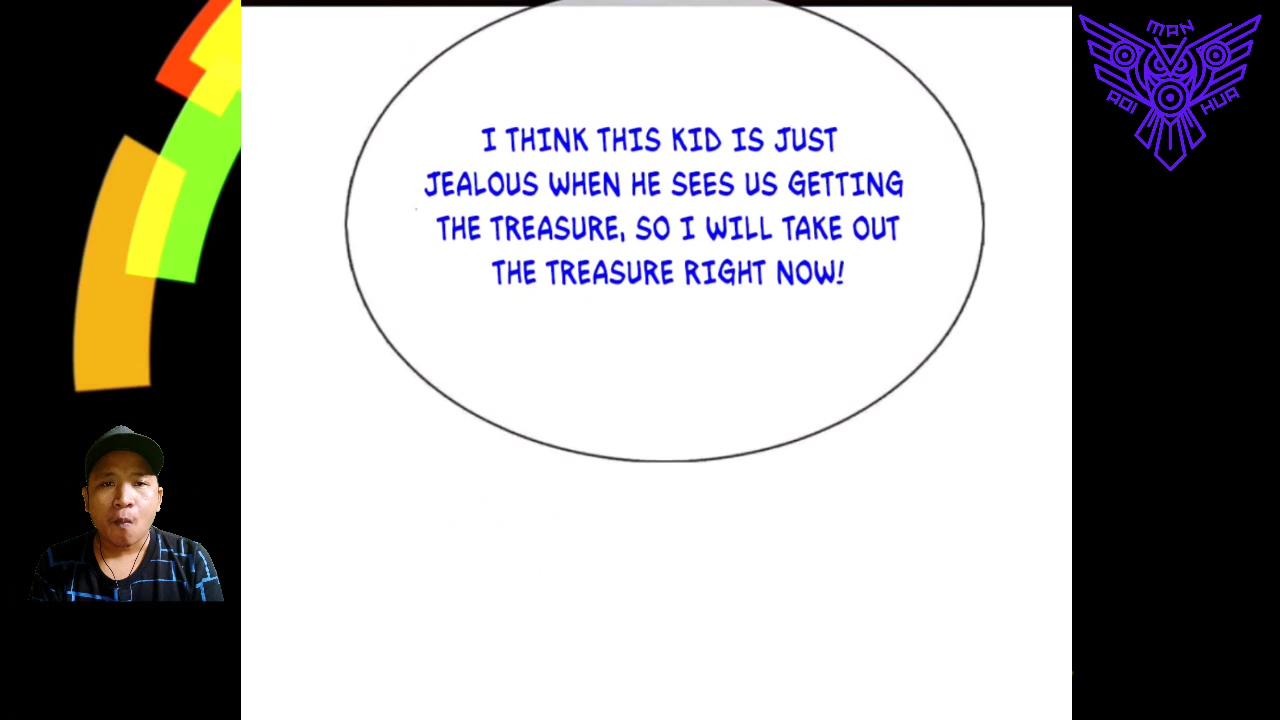 I THINK THIS KID IS JUST
JEALOUS WHEN HE SEES US GETTING
THE TREASURE, SO I WILL TAKE OUT
THE TREASURE RIGHT NOW!
MAN
AOI
HUA